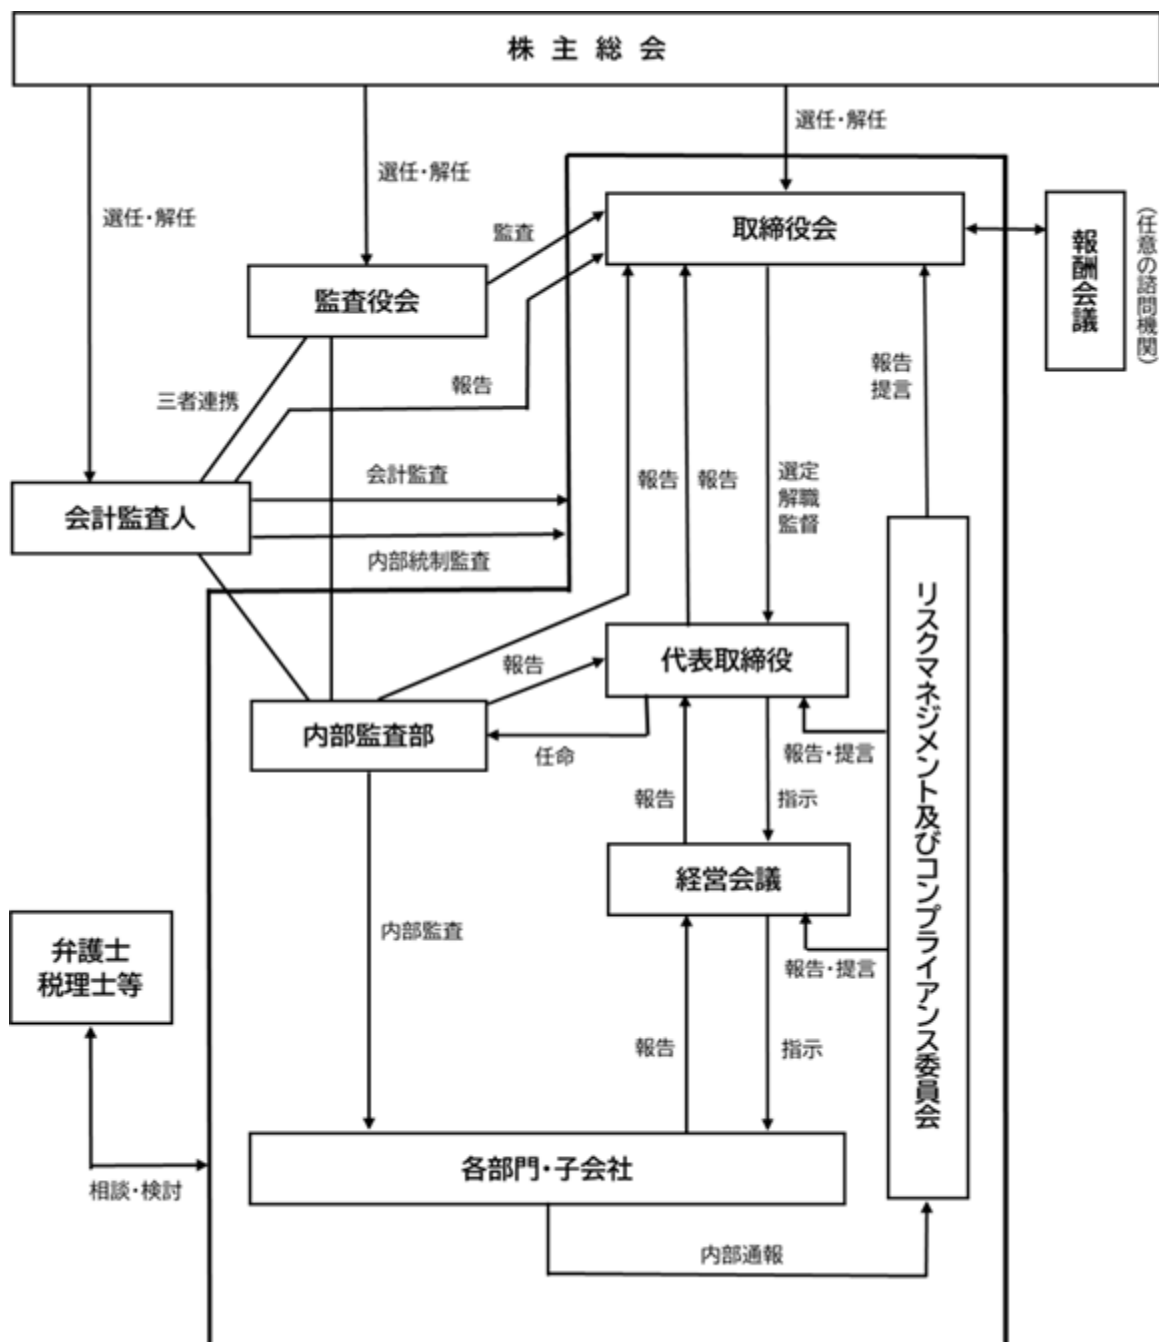 株主総会
選任・解任
選任・解任
選任・解任
監査
取締役会
報酬会議
（任意の諮問機関）
監査役会
報告
三者連携
報告
提言
会計監査
報告
報告
選定
解職
監督
会計監査人
内部統制監査
リスクマネジメント及びコンプライアンス委員会
報告
代表取締役
内部監査部
任命
報告・提言
報告
指示
経営会議
内部監査
報告・提言
弁護士
税理士等
報告
指示
各部門・子会社
相談・検討
内部通報